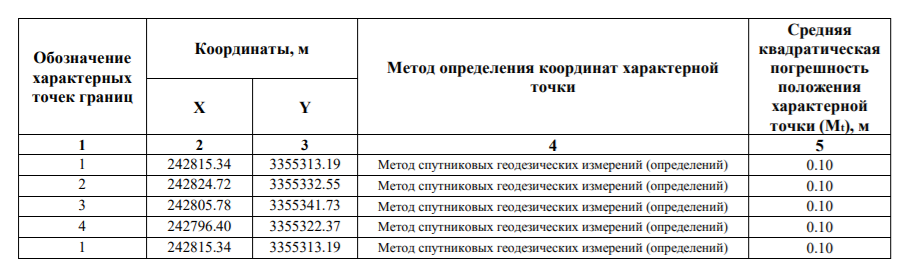 Обозначение
характерных
точек границ
Координаты, м
X
Y
Метод определения координат характерной
точки
Средняя
квадратическая
погрешность
положения
характерной
точки (Mt), м
1 2 3 4 5
1 242815.34 3355313.19 Метод спутниковых геодезических измерений (определений) 0.10
2 242824.72 3355332.55 Метод спутниковых геодезических измерений (определений) 0.10
3 242805.78 3355341.73 Метод спутниковых геодезических измерений (определений) 0.10
4 242796.40 3355322.37 Метод спутниковых геодезических измерений (определений) 0.10
1 242815.34 3355313.19 Метод спутниковых геодезических измерений (определений) 0.10